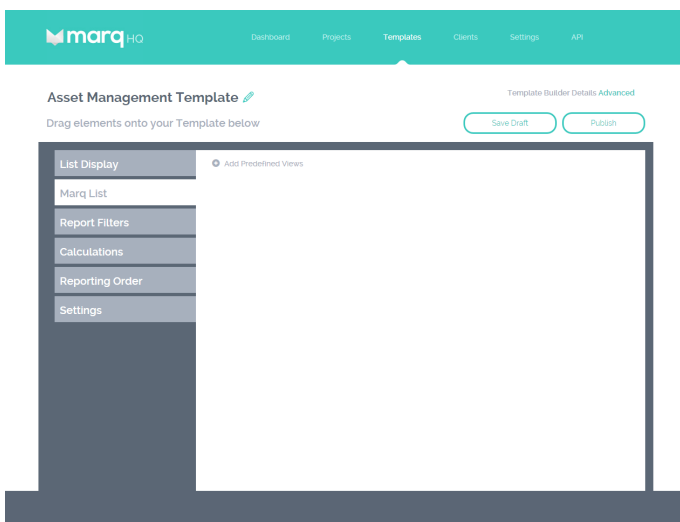 marq HQ
Dashboard Projects Templates Clients Settings API
Asset Management Template
Template Builder Details Advanced
Drag elements onto your Template below
Save Draft Publish
List Display
Add Predefined Views
Marq List
Report Filters
Calculations
Reporting Order
Settings